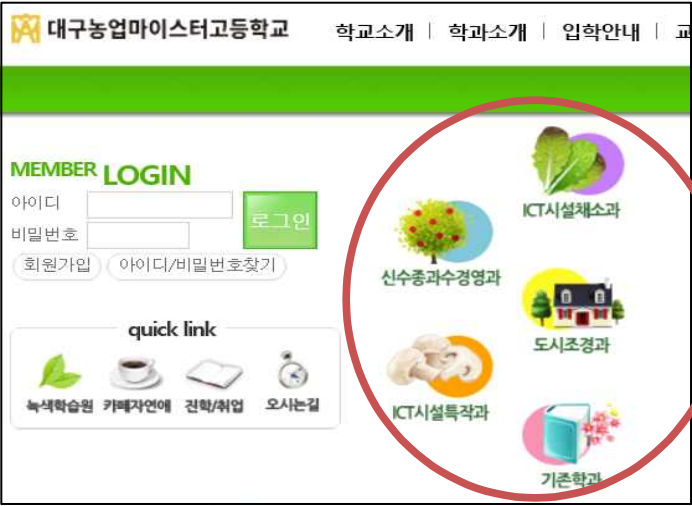 대구농업마이스터고등학교 학교소개 | 학과소개 | 입학안내 |
MEMBER LOGIN
아이디
비밀번호
로그인
회원가입 아이디/비밀번호찾기
quick link
녹색학습원 카페자연애 진학/취업 오시는길
ICT시설채소과
신수종과수경영과
도시조경과
ICT시설특작과
기존학과